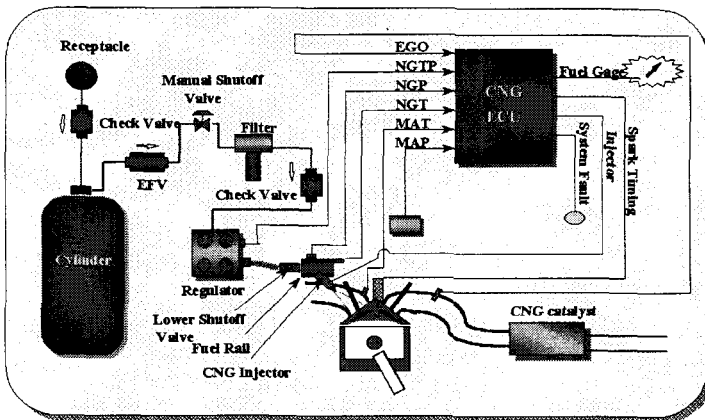 Receptacle
Manual Shutoff
Valve
Check Valve
Filter
EFV
Check Valve
Cylinder
Regulator
Lower Shutoff
Valve
Fuel Rail
CNG Injector
EGO
NGTP
NGP
NGT
MAT
MAP
CNG
ECU
Fuel Gage
System Fault
Injector
Spark Timing
CNG catalyst